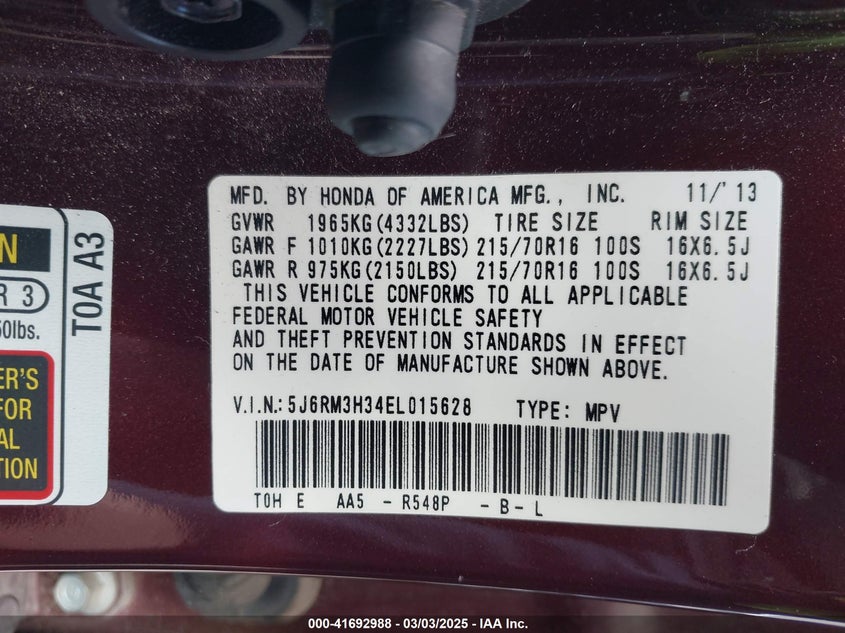 MFD. BY HONDA OF AMERICA MFG., INC. 11/'13
GVWR 1965KG(4332LBS) TIRE SIZE RIM SIZE
GAWR F 1010KG(2227LBS) 215/70R16 100S 16X6.5J
GAWR R 975KG(2150LBS) 215/70R16 100S 16X6.5J
THIS VEHICLE CONFORMS TO ALL APPLICABLE
FEDERAL MOTOR VEHICLE SAFETY
AND THEFT PREVENTION STANDARDS IN EFFECT
ON THE DATE OF MANUFACTURE SHOWN ABOVE.
V.I.N.: 5J6RM3H34EL015628 TYPE: MPV
T0H E AA5 - R548P - B - L
N
R 3
50lbs.
T0A A3
ER'S
FOR
AL
TION
000-41692988 - 03/03/2025 - © IAA Inc.